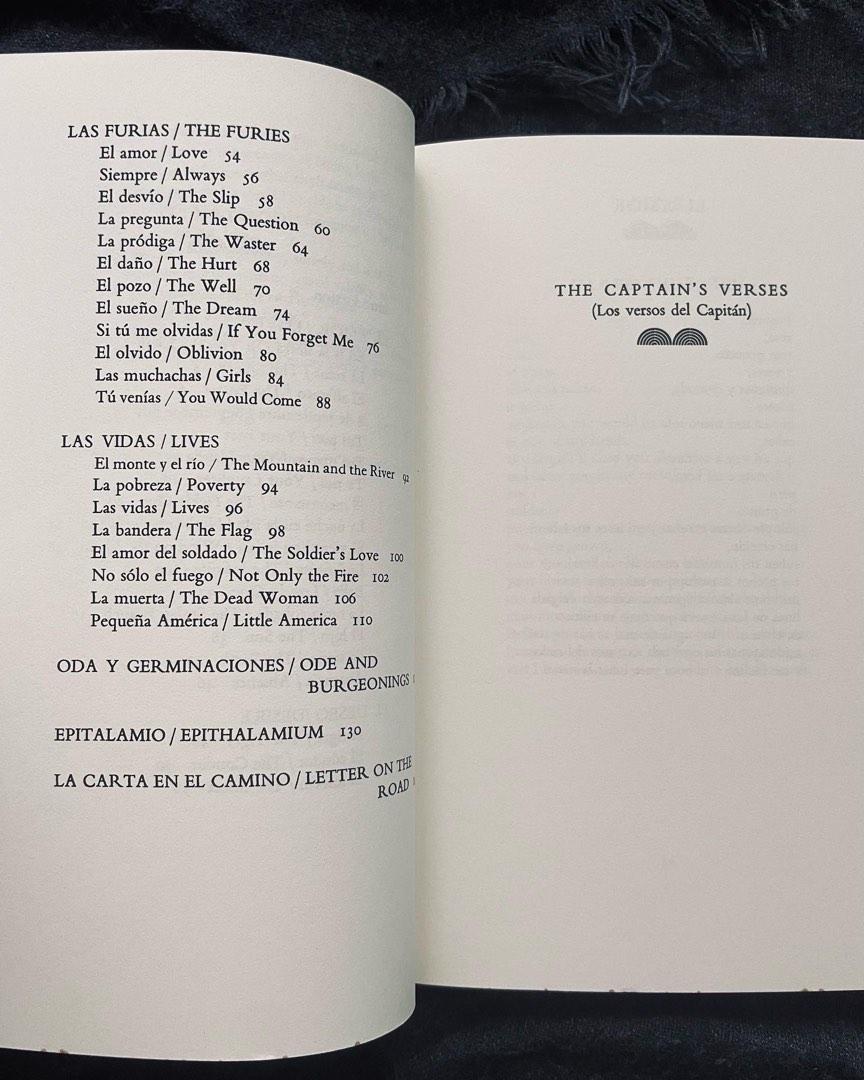 LAS FURIAS / THE FURIES
El amor / Love 54
Siempre / Always 56
El desvío / The Slip 58
La pregunta / The Question 60
La pródiga / The Waster 64
El daño / The Hurt 68
El pozo / The Well 70
El sueño / The Dream 74
Si tú me olvidas / If You Forget Me 76
El olvido / Oblivion 80
Las muchachas / Girls 84
Tú venías / You Would Come 88
LAS VIDAS / LIVES
El monte y el río / The Mountain and the River 92
La pobreza / Poverty 94
Las vidas / Lives 96
La bandera / The Flag 98
El amor del soldado / The Soldier's Love 100
No sólo el fuego / Not Only the Fire 102
La muerta / The Dead Woman 106
Pequeña América / Little America 110
ODA Y GERMINACIONES / ODE AND
BURGEONINGS
EPITALAMIO / EPITHALAMIUM 130
LA CARTA EN EL CAMINO / LETTER ON THE
ROAD
THE CAPTAIN'S VERSES
(Los versos del Capitán)